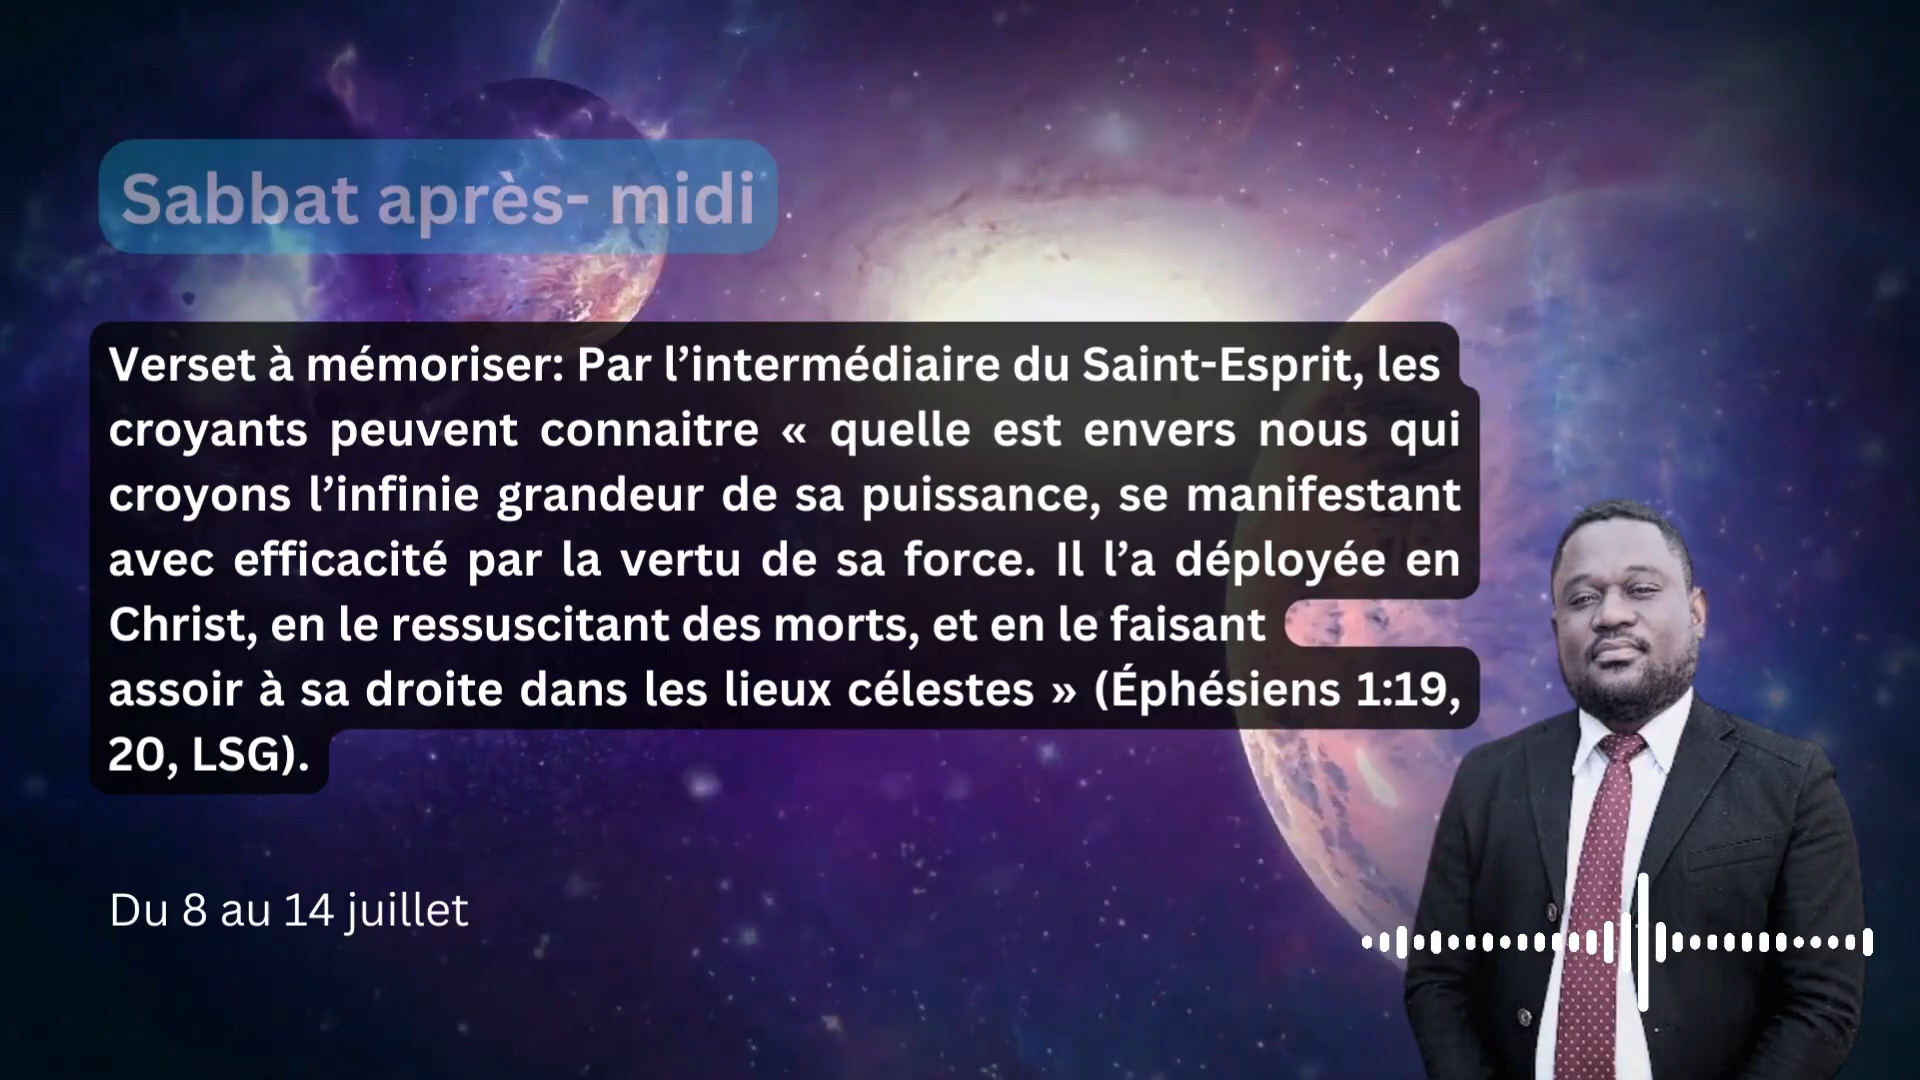 Sabbat après- midi
Verset à mémoriser: Par l’intermédiaire du Saint-Esprit, les
croyants peuvent connaitre « quelle est envers nous qui
croyons l’infinie grandeur de sa puissance, se manifestant
avec efficacité par la vertu de sa force. Il l’a déployée en
Christ, en le ressuscitant des morts, et en le faisant
assoir à sa droite dans les lieux célestes » (Éphésiens 1:19,
20, LSG).
Du 8 au 14 juillet